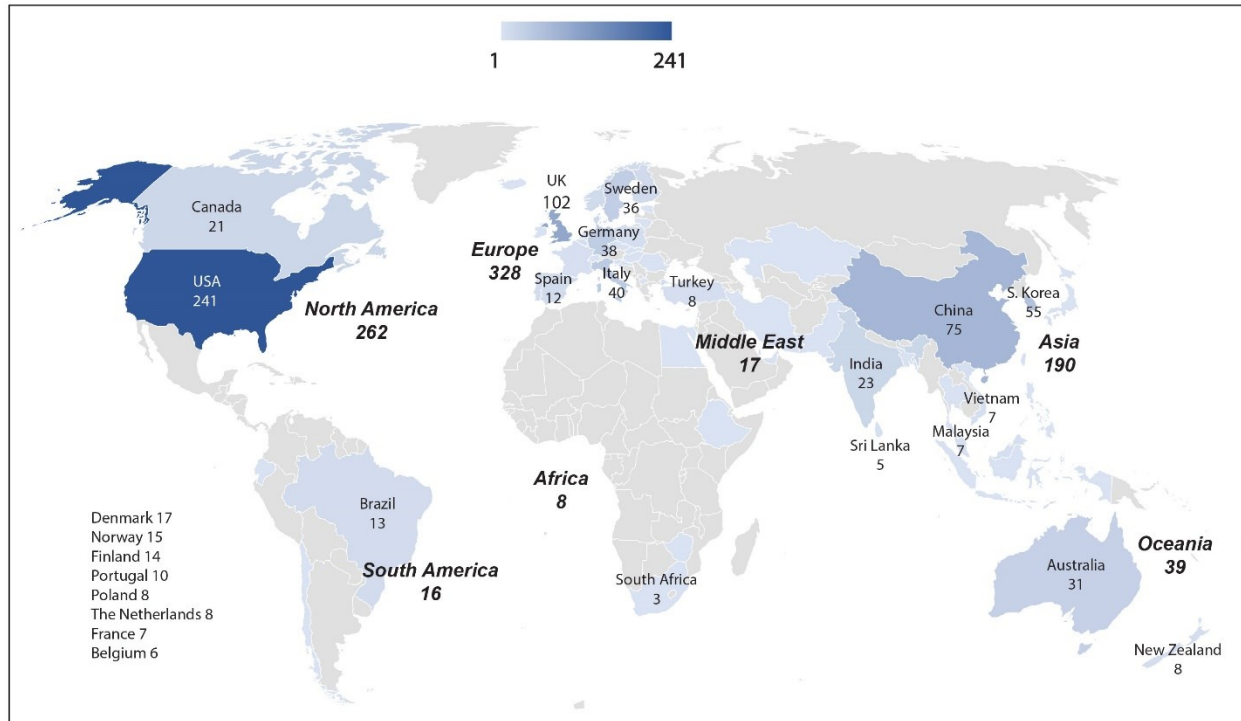 1
241
Canada
21
USA
241
North America
262
UK
102
Sweden
36
Germany
38
Europe
328
Spain
12
Italy
40
Turkey
8
Middle East
17
China
75
S. Korea
55
Asia
190
India
23
Vietnam
7
Sri Lanka
5
Malaysia
7
Africa
8
South Africa
3
Brazil
13
South America
16
Oceania
39
Australia
31
New Zealand
8
Denmark 17
Norway 15
Finland 14
Portugal 10
Poland 8
The Netherlands 8
France 7
Belgium 6